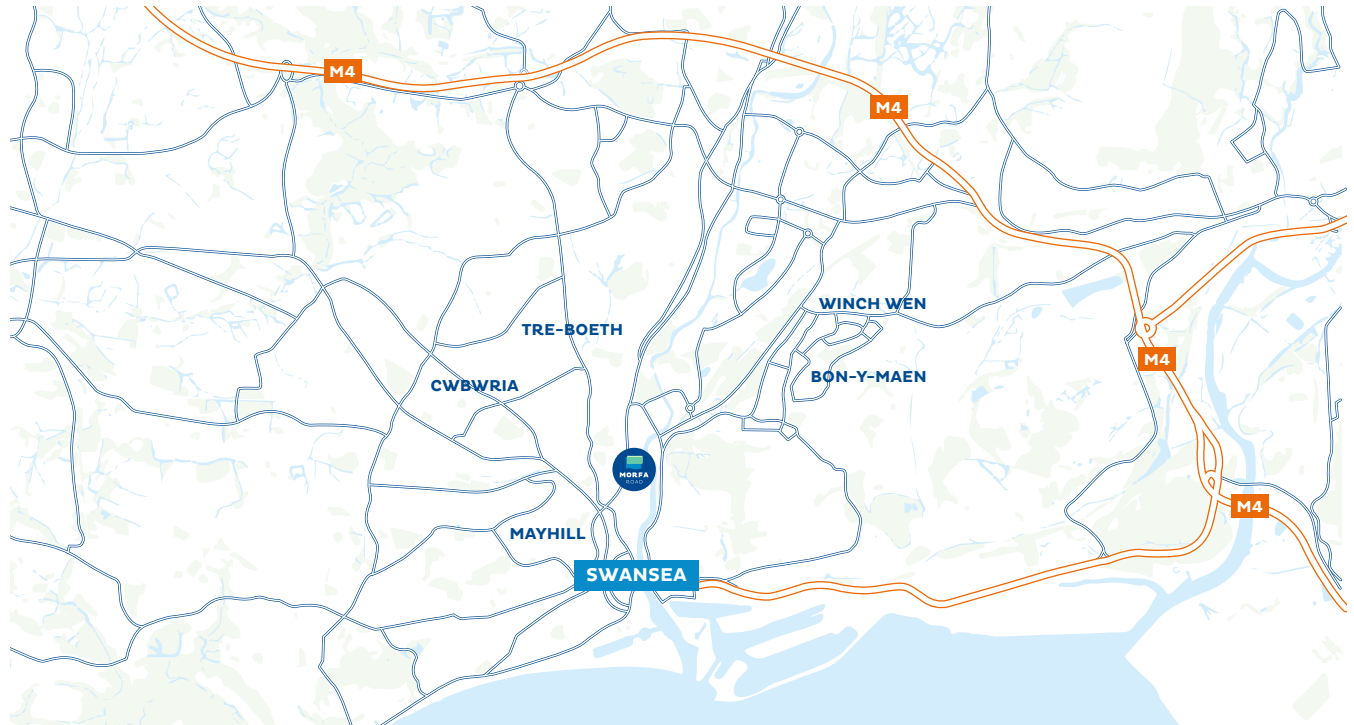 M4
M4
WINCH WEN
TRE-BOETH
M4
BON-Y-MAEN
CWBWRIA
MORFA
ROAD
M4
MAYHILL
SWANSEA